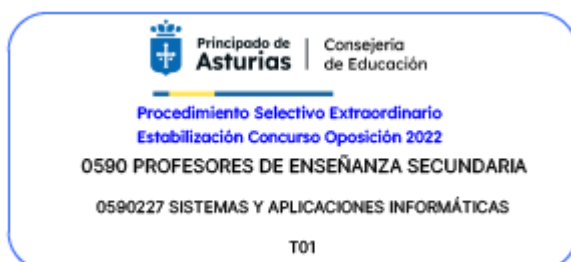 Principado de
Asturias
Consejería
de Educación
Procedimiento Selectivo Extraordinario
Estabilización Concurso Oposición 2022
0590 PROFESORES DE ENSEÑANZA SECUNDARIA
0590227 SISTEMAS Y APLICACIONES INFORMÁTICAS
T01